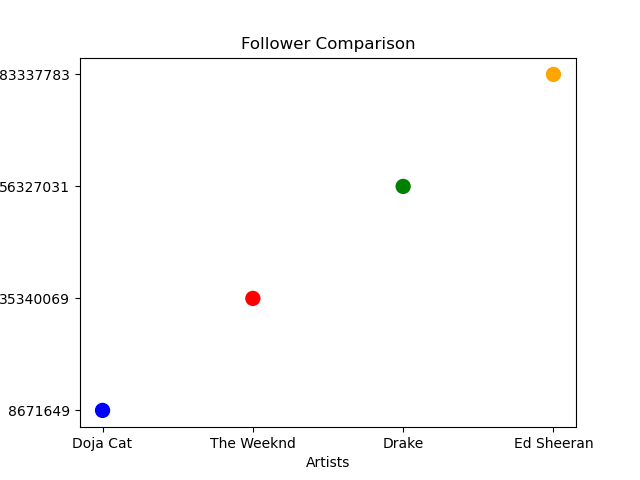 Follower Comparison
83337783
56327031
35340069
8671649
Doja Cat The Weeknd Drake Ed Sheeran
Artists